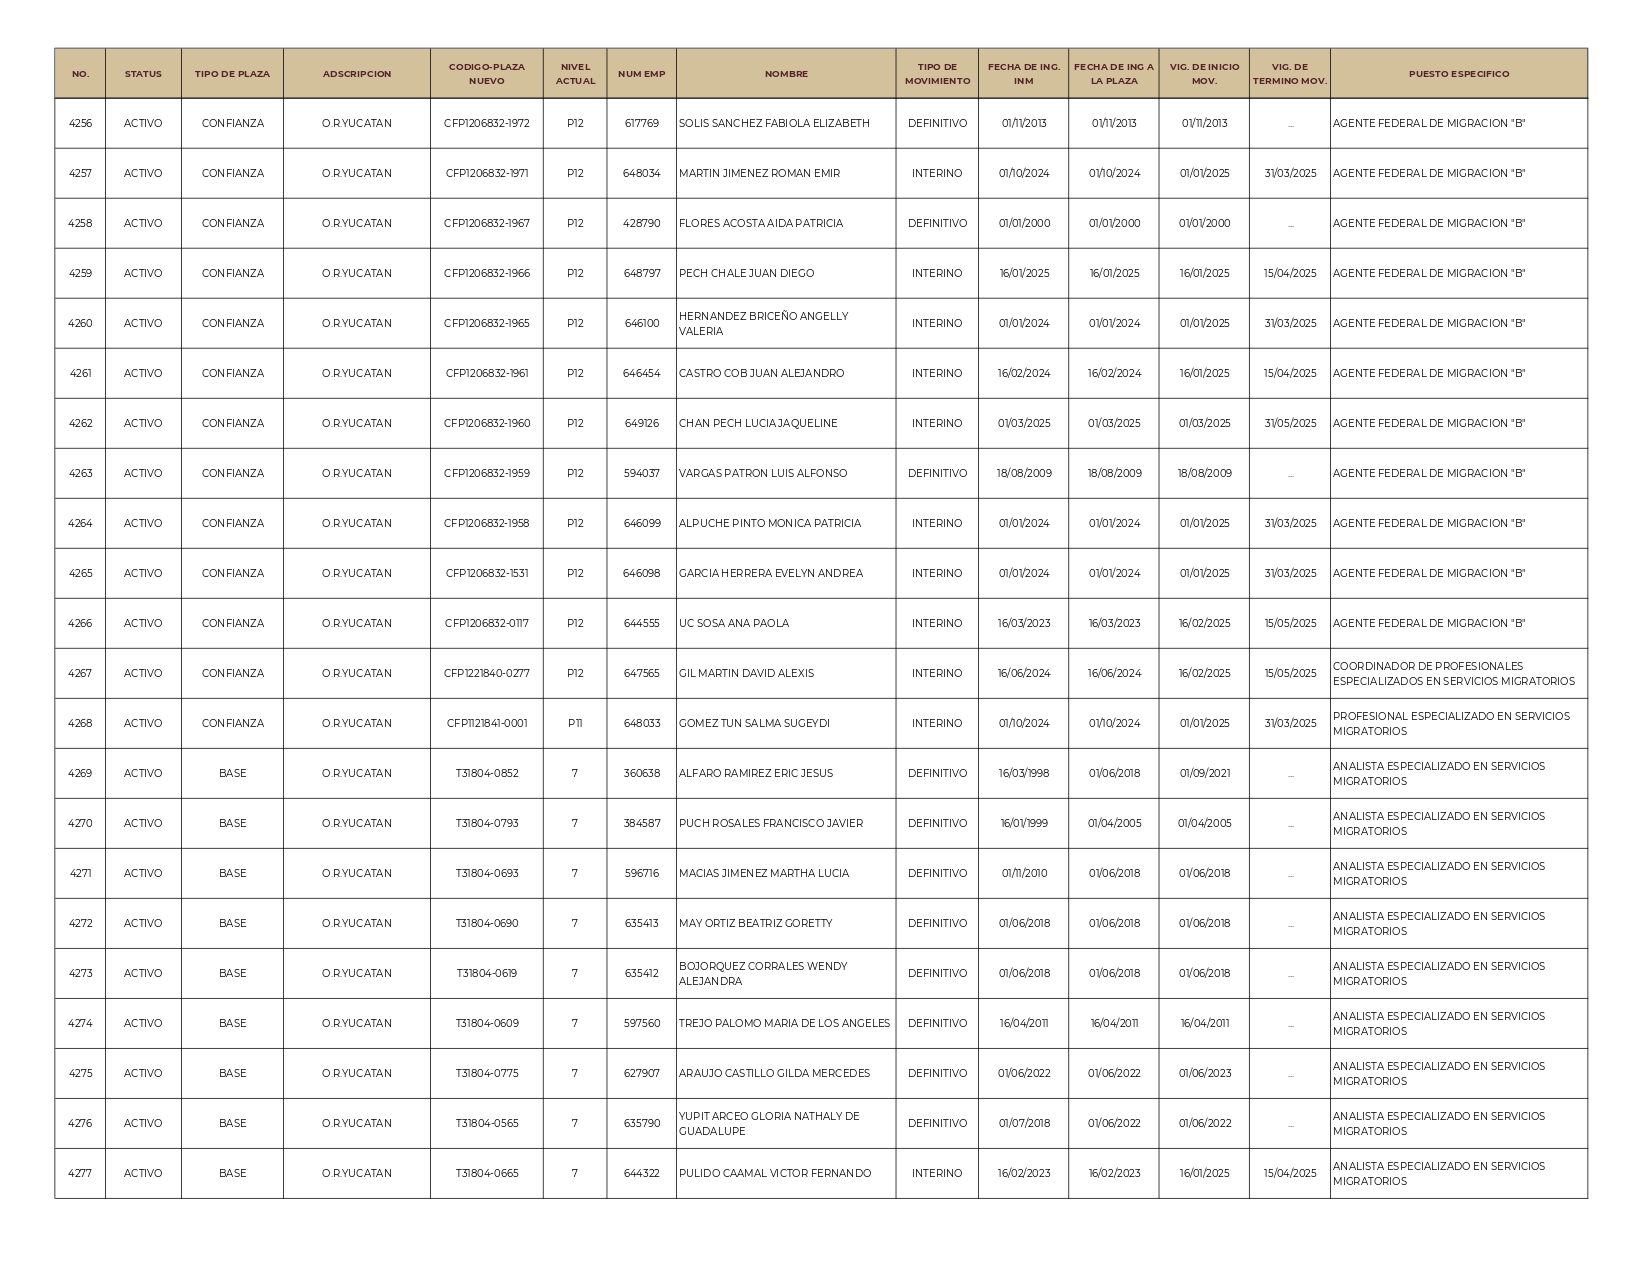 NO. STATUS TIPO DE PLAZA ADSCRIPCION CODIGO-PLAZA NUEVO NIVEL ACTUAL NUM EMP NOMBRE TIPO DE MOVIMIENTO FECHA DE ING. INM FECHA DE ING A LA PLAZA VIG. DE INICIO MOV. VIG. DE TERMINO MOV. PUESTO ESPECIFICO
4256 ACTIVO CONFIANZA O.R.YUCATAN CFP1206832-1972 P12 617769 SOLIS SANCHEZ FABIOLA ELIZABETH DEFINITIVO 01/11/2013 01/11/2013 01/11/2013 ... AGENTE FEDERAL DE MIGRACION "B"
4257 ACTIVO CONFIANZA O.R.YUCATAN CFP1206832-1971 P12 648034 MARTIN JIMENEZ ROMAN EMIR INTERINO 01/10/2024 01/10/2024 01/01/2025 31/03/2025 AGENTE FEDERAL DE MIGRACION "B"
4258 ACTIVO CONFIANZA O.R.YUCATAN CFP1206832-1967 P12 428790 FLORES ACOSTA AIDA PATRICIA DEFINITIVO 01/01/2000 01/01/2000 01/01/2000 ... AGENTE FEDERAL DE MIGRACION "B"
4259 ACTIVO CONFIANZA O.R.YUCATAN CFP1206832-1966 P12 648797 PECH CHALE JUAN DIEGO INTERINO 16/01/2025 16/01/2025 16/01/2025 15/04/2025 AGENTE FEDERAL DE MIGRACION "B"
4260 ACTIVO CONFIANZA O.R.YUCATAN CFP1206832-1965 P12 646100 HERNANDEZ BRICEÑO ANGELLY VALERIA INTERINO 01/01/2024 01/01/2024 01/01/2025 31/03/2025 AGENTE FEDERAL DE MIGRACION "B"
4261 ACTIVO CONFIANZA O.R.YUCATAN CFP1206832-1961 P12 646454 CASTRO COB JUAN ALEJANDRO INTERINO 16/02/2024 16/02/2024 16/01/2025 15/04/2025 AGENTE FEDERAL DE MIGRACION "B"
4262 ACTIVO CONFIANZA O.R.YUCATAN CFP1206832-1960 P12 649126 CHAN PECH LUCIA JAQUELINE INTERINO 01/03/2025 01/03/2025 01/03/2025 31/05/2025 AGENTE FEDERAL DE MIGRACION "B"
4263 ACTIVO CONFIANZA O.R.YUCATAN CFP1206832-1959 P12 594037 VARGAS PATRON LUIS ALFONSO DEFINITIVO 18/08/2009 18/08/2009 18/08/2009 ... AGENTE FEDERAL DE MIGRACION "B"
4264 ACTIVO CONFIANZA O.R.YUCATAN CFP1206832-1958 P12 646099 ALPUCHE PINTO MONICA PATRICIA INTERINO 01/01/2024 01/01/2024 01/01/2025 31/03/2025 AGENTE FEDERAL DE MIGRACION "B"
4265 ACTIVO CONFIANZA O.R.YUCATAN CFP1206832-1531 P12 646098 GARCIA HERRERA EVELYN ANDREA INTERINO 01/01/2024 01/01/2024 01/01/2025 31/03/2025 AGENTE FEDERAL DE MIGRACION "B"
4266 ACTIVO CONFIANZA O.R.YUCATAN CFP1206832-0117 P12 644555 UC SOSA ANA PAOLA INTERINO 16/03/2023 16/03/2023 16/02/2025 15/05/2025 AGENTE FEDERAL DE MIGRACION "B"
4267 ACTIVO CONFIANZA O.R.YUCATAN CFP1221840-0277 P12 647565 GIL MARTIN DAVID ALEXIS INTERINO 16/06/2024 16/06/2024 16/02/2025 15/05/2025 COORDINADOR DE PROFESIONALES ESPECIALIZADOS EN SERVICIOS MIGRATORIOS
4268 ACTIVO CONFIANZA O.R.YUCATAN CFP1121841-0001 P11 648033 GOMEZ TUN SALMA SUGEYDI INTERINO 01/10/2024 01/10/2024 01/01/2025 31/03/2025 PROFESIONAL ESPECIALIZADO EN SERVICIOS MIGRATORIOS
4269 ACTIVO BASE O.R.YUCATAN T31804-0852 7 360638 ALFARO RAMIREZ ERIC JESUS DEFINITIVO 16/03/1998 01/06/2018 01/09/2021 ... ANALISTA ESPECIALIZADO EN SERVICIOS MIGRATORIOS
4270 ACTIVO BASE O.R.YUCATAN T31804-0793 7 384587 PUCH ROSALES FRANCISCO JAVIER DEFINITIVO 16/01/1999 01/04/2005 01/04/2005 ... ANALISTA ESPECIALIZADO EN SERVICIOS MIGRATORIOS
4271 ACTIVO BASE O.R.YUCATAN T31804-0693 7 596716 MACIAS JIMENEZ MARTHA LUCIA DEFINITIVO 01/11/2010 01/06/2018 01/06/2018 ... ANALISTA ESPECIALIZADO EN SERVICIOS MIGRATORIOS
4272 ACTIVO BASE O.R.YUCATAN T31804-0690 7 635413 MAY ORTIZ BEATRIZ GORETTY DEFINITIVO 01/06/2018 01/06/2018 01/06/2018 ... ANALISTA ESPECIALIZADO EN SERVICIOS MIGRATORIOS
4273 ACTIVO BASE O.R.YUCATAN T31804-0619 7 635412 BOJORQUEZ CORRALES WENDY ALEJANDRA DEFINITIVO 01/06/2018 01/06/2018 01/06/2018 ... ANALISTA ESPECIALIZADO EN SERVICIOS MIGRATORIOS
4274 ACTIVO BASE O.R.YUCATAN T31804-0609 7 597560 TREJO PALOMO MARIA DE LOS ANGELES DEFINITIVO 16/04/2011 16/04/2011 16/04/2011 ... ANALISTA ESPECIALIZADO EN SERVICIOS MIGRATORIOS
4275 ACTIVO BASE O.R.YUCATAN T31804-0775 7 627907 ARAUJO CASTILLO GILDA MERCEDES DEFINITIVO 01/06/2022 01/06/2022 01/06/2023 ... ANALISTA ESPECIALIZADO EN SERVICIOS MIGRATORIOS
4276 ACTIVO BASE O.R.YUCATAN T31804-0565 7 635790 YUPIT ARCEO GLORIA NATHALY DE GUADALUPE DEFINITIVO 01/07/2018 01/06/2022 01/06/2022 ... ANALISTA ESPECIALIZADO EN SERVICIOS MIGRATORIOS
4277 ACTIVO BASE O.R.YUCATAN T31804-0665 7 644322 PULIDO CAAMAL VICTOR FERNANDO INTERINO 16/02/2023 16/02/2023 16/01/2025 15/04/2025 ANALISTA ESPECIALIZADO EN SERVICIOS MIGRATORIOS